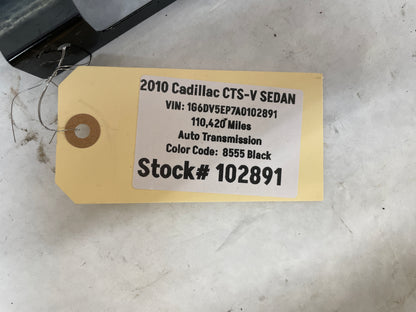 2010 Cadillac CTS-V SEDAN
VIN: 1G6DV5EP7A0102891
110,420 Miles
Auto Transmission
Color Code: 8555 Black
Stock# 102891